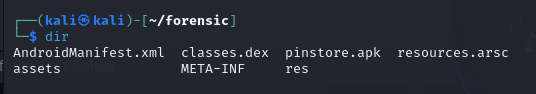 (kali㉿kali)-[~/forensic]
$ dir
AndroidManifest.xml classes.dex pinstore.apk resources.arsc
assets META-INF res